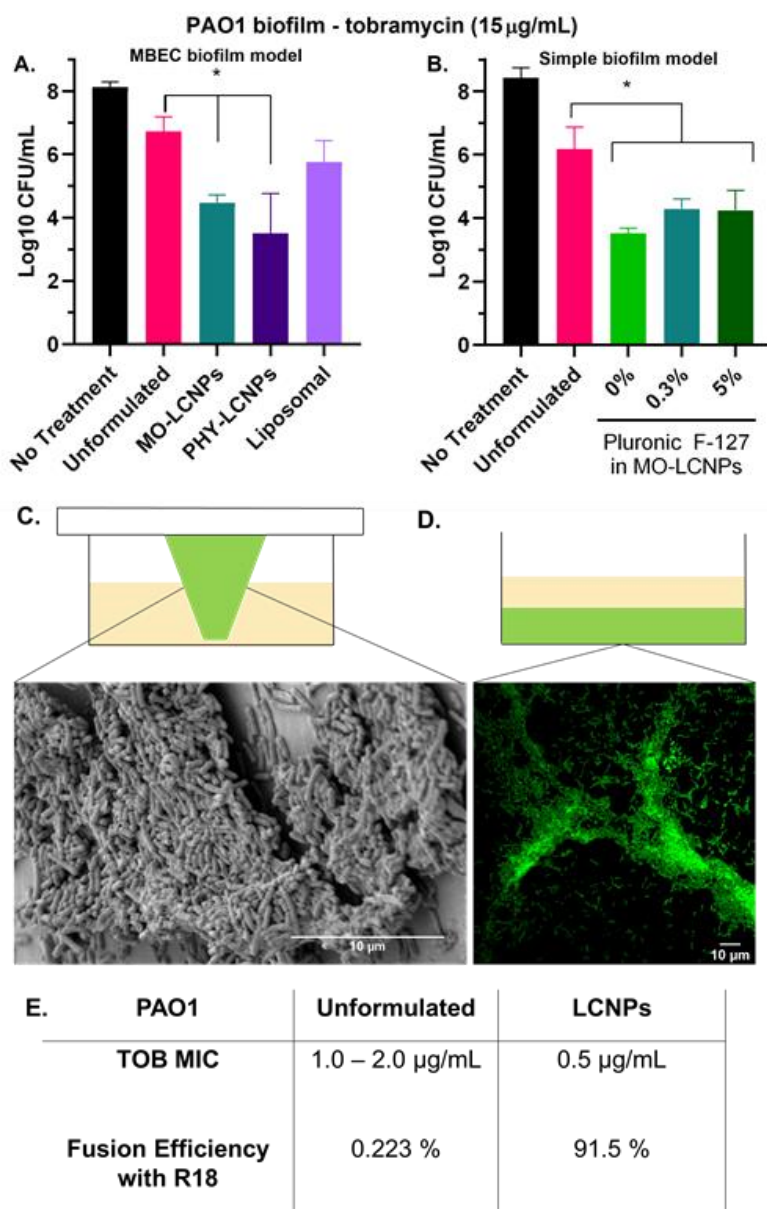 PAO1 biofilm - tobramycin (15µg/mL)
A.
MBEC biofilm model
*
Log10 CFU/mL
8
6
4
2
0
No Treatment
Unformulated
MO-LCNPs
PHY-LCNPs
Liposomal
B.
Simple biofilm model
*
Log10 CFU/mL
8
6
4
2
0
No Treatment
Unformulated
0%
0.3%
5%
Pluronic F-127
in MO-LCNPs
C.
D.
10 µm
10 µm
E. PAO1 Unformulated LCNPs
TOB MIC 1.0 – 2.0 µg/mL 0.5 µg/mL
Fusion Efficiency 0.223 % 91.5 %
with R18